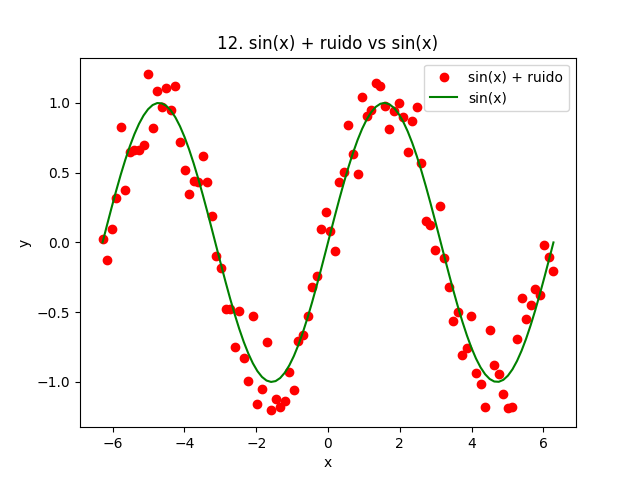 12. sin(x) + ruido vs sin(x)
sin(x) + ruido
sin(x)
1.0
0.5
0.0
−0.5
−1.0
y
−6
−4
−2
0
2
4
6
x